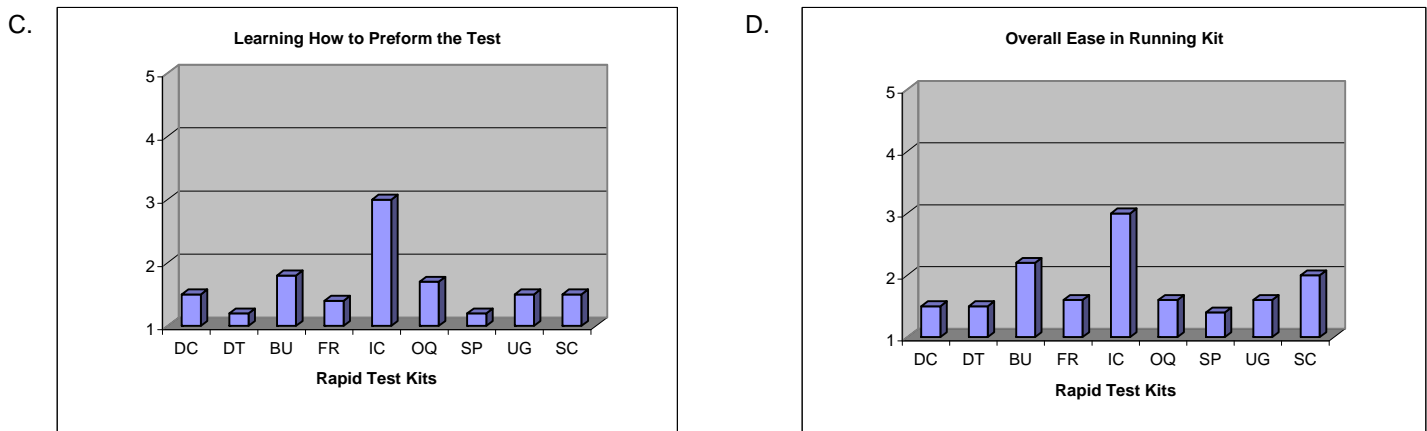 C.
Learning How to Preform the Test
5
4
3
2
1
DC DT BU FR IC OQ SP UG SC
Rapid Test Kits
D.
Overall Ease in Running Kit
5
4
3
2
1
DC DT BU FR IC OQ SP UG SC
Rapid Test Kits